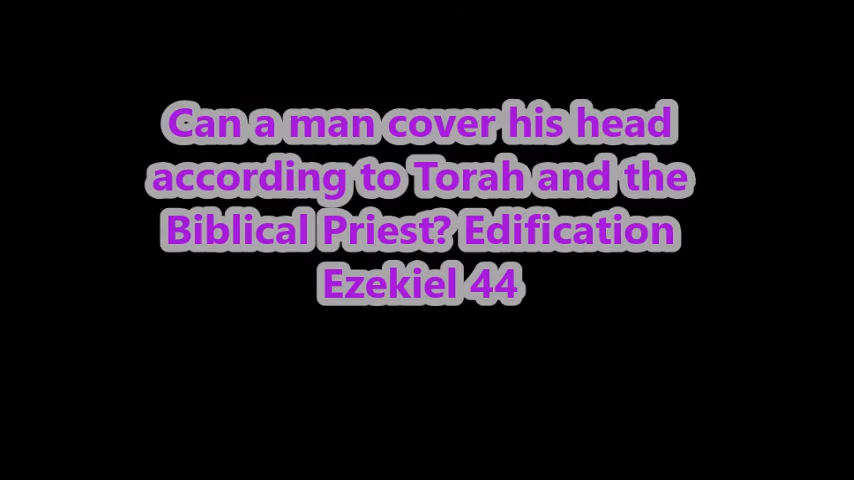 Can a man cover his head
according to Torah and the
Biblical Priest? Edification
Ezekiel 44